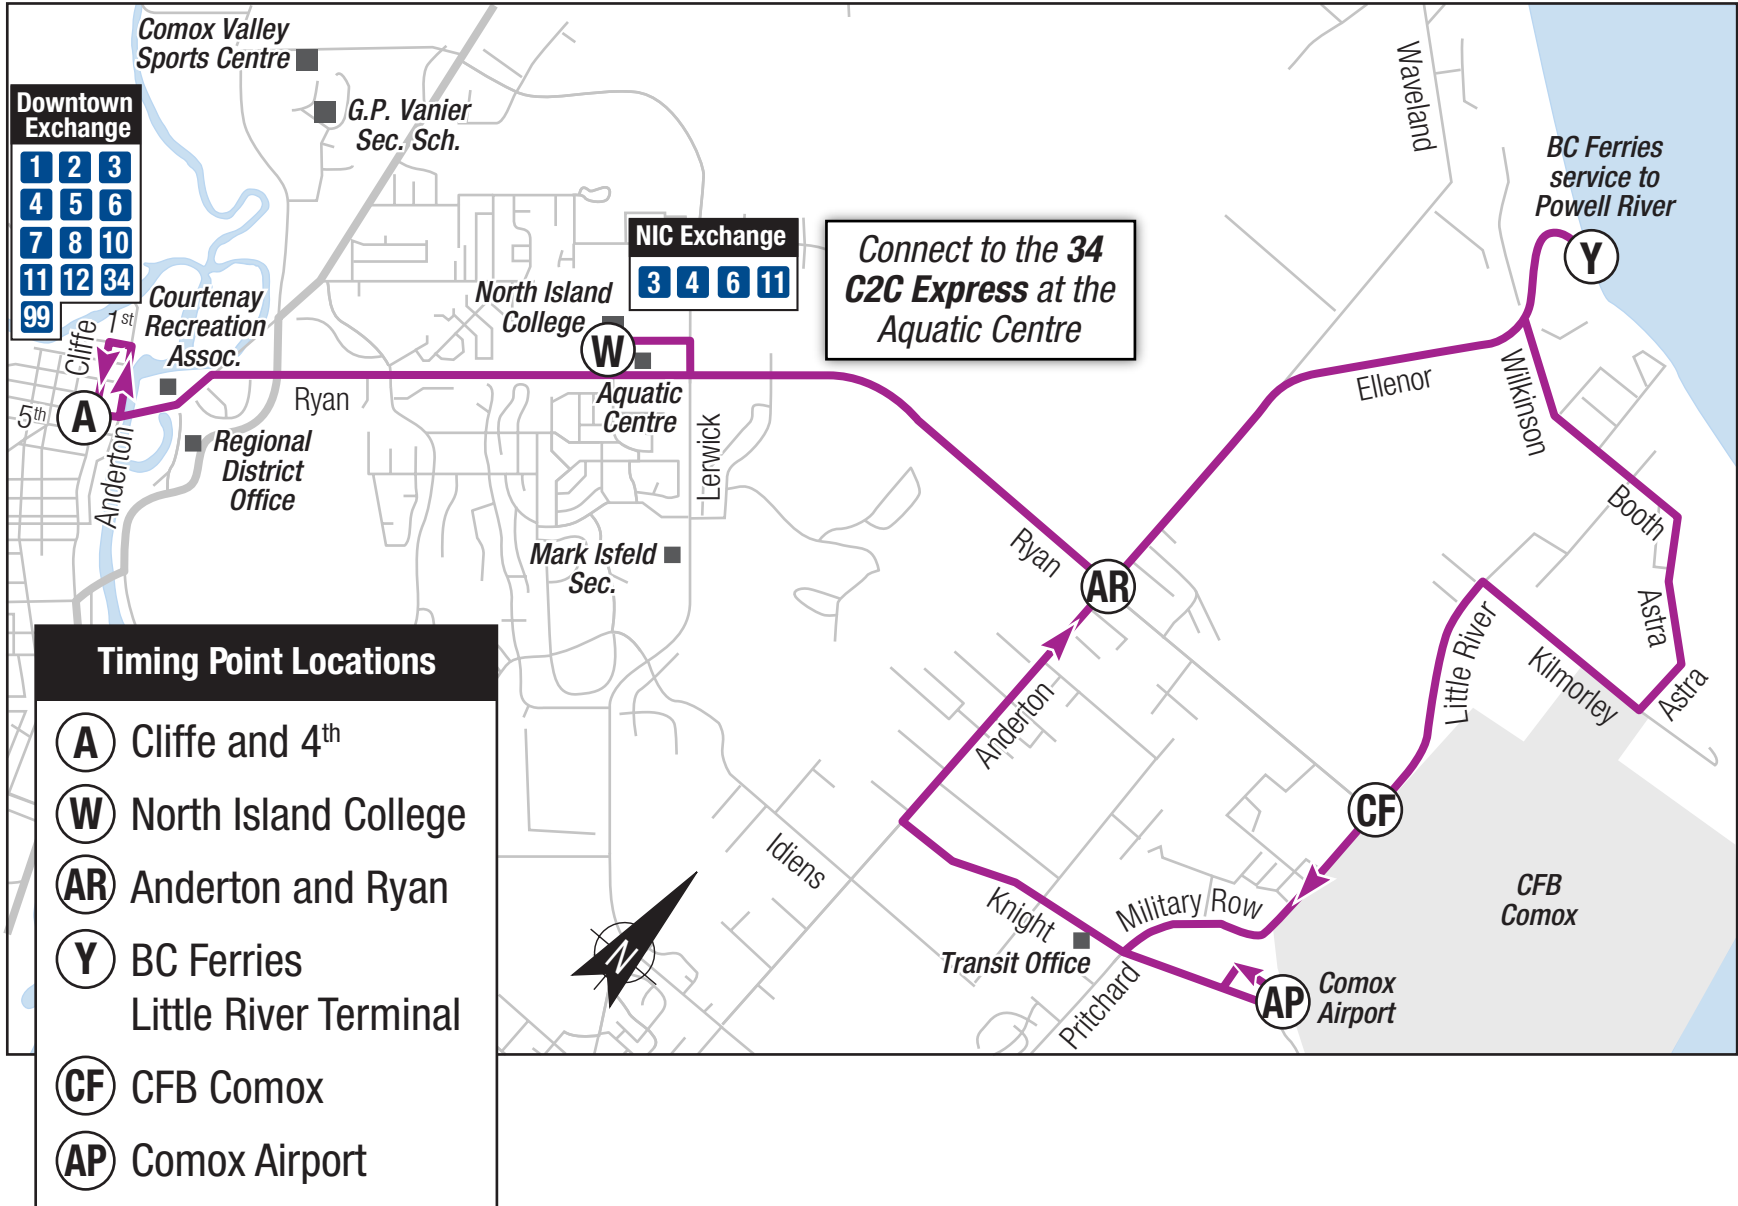 Comox Valley
Sports Centre
G.P. Vanier
Sec. Sch.
Downtown
Exchange
1 2 3
4 5 6
7 8 10
11 12 34
99
Courtenay
Recreation
Assoc.
Cliffe
1st
5th
A
Anderton
Regional
District
Office
Ryan
North Island
College
W
Aquatic
Centre
NIC Exchange
3 4 6 11
Lerwick
Mark Isfeld
Sec.
Connect to the 34
C2C Express at the
Aquatic Centre
Waveland
BC Ferries
service to
Powell River
Y
Ellenor
Wilkinson
Booth
Astra
Astra
Kilmorley
Little River
Ryan
AR
Anderton
Idiens
Knight
Transit Office
Military Row
Pritchard
CF
CFB
Comox
AP
Comox
Airport
N
Timing Point Locations
A Cliffe and 4th
W North Island College
AR Anderton and Ryan
Y BC Ferries
Little River Terminal
CF CFB Comox
AP Comox Airport